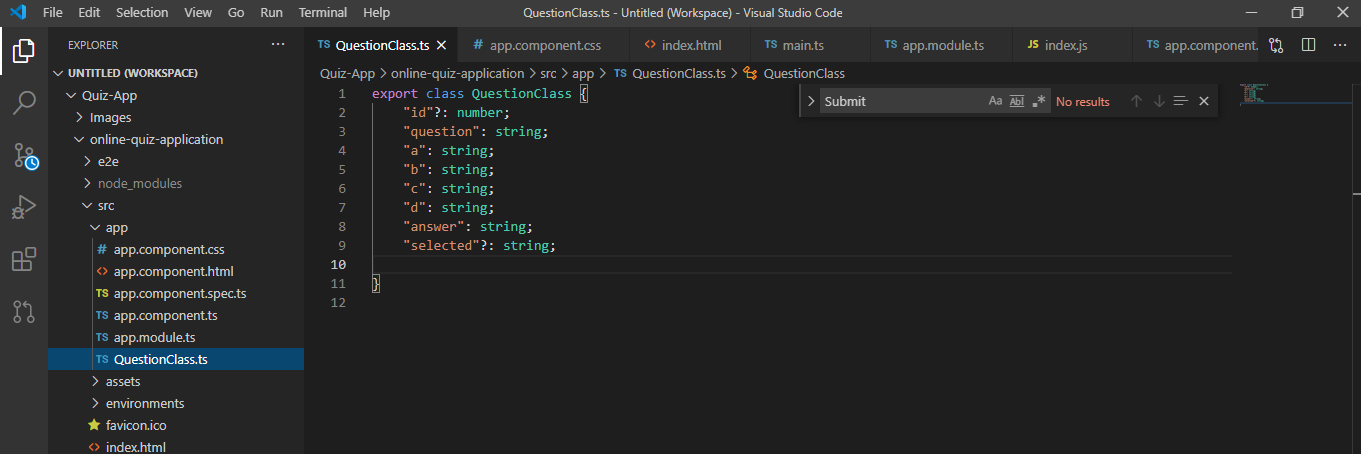 File Edit Selection View Go Run Terminal Help QuestionClass.ts - Untitled (Workspace) - Visual Studio Code
EXPLORER
UNTITLED (WORKSPACE)
Quiz-App
Images
online-quiz-application
e2e
node_modules
src
app
# app.component.css
<> app.component.html
TS app.component.spec.ts
TS app.component.ts
TS app.module.ts
TS QuestionClass.ts
assets
environments
favicon.ico
<> index.html
TS QuestionClass.ts # app.component.css <> index.html TS main.ts TS app.module.ts JS index.js TS app.component.
Quiz-App > online-quiz-application > src > app > TS QuestionClass.ts > QuestionClass
Submit Aa Abl .* No results
1 export class QuestionClass {
2 "id"?: number;
3 "question": string;
4 "a": string;
5 "b": string;
6 "c": string;
7 "d": string;
8 "answer": string;
9 "selected"?: string;
10
11 }
12